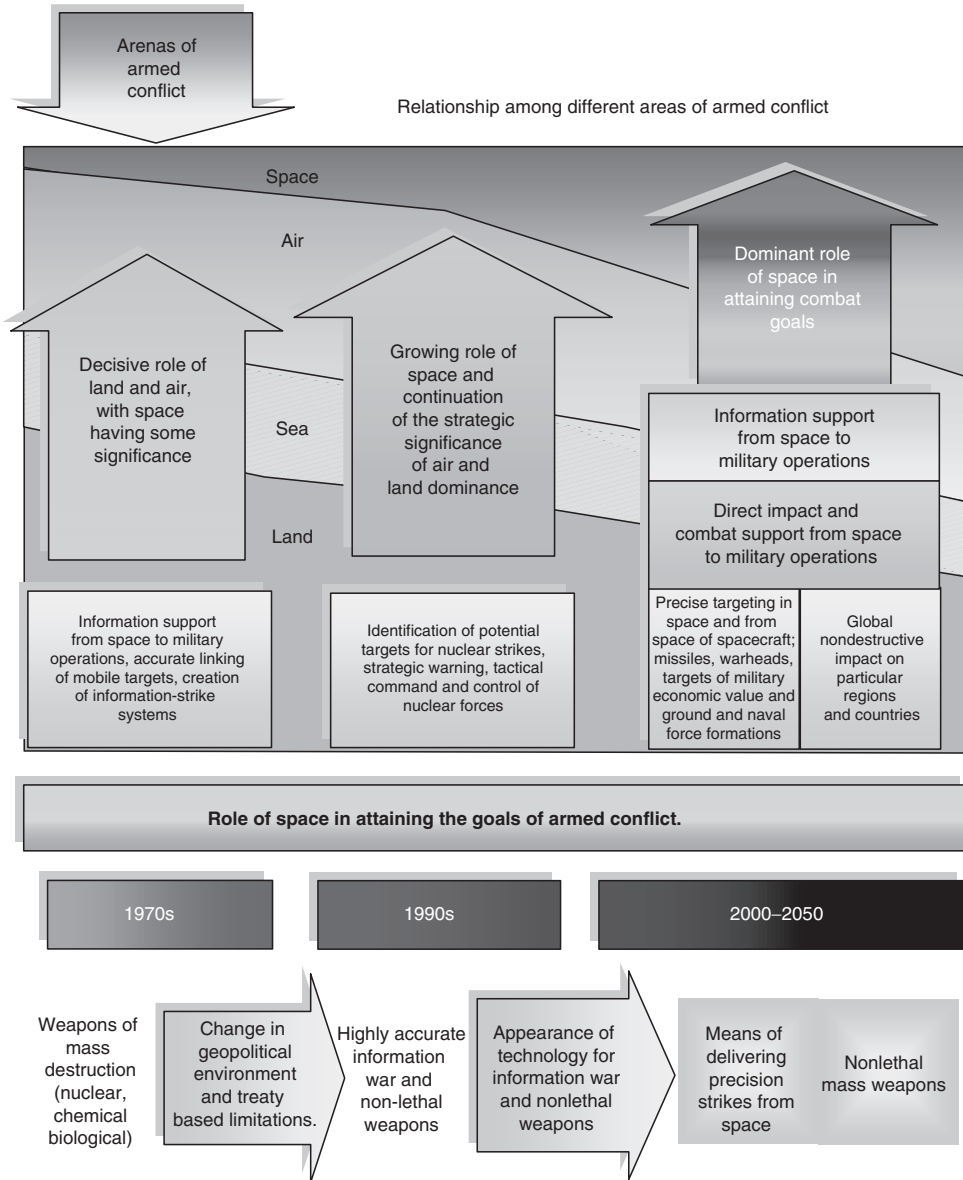 Arenas of
armed
conflict
Relationship among different areas of armed conflict
Space
Air
Sea
Land
Decisive role of
land and air,
with space
having some
significance
Growing role of
space and
continuation
of the strategic
significance
of air and
land dominance
Dominant role
of space in
attaining combat
goals
Information support
from space to
military operations
Direct impact and
combat support from space
to military operations
Information support
from space to military
operations, accurate linking
of mobile targets, creation
of information-strike
systems
Identification of potential
targets for nuclear strikes,
strategic warning, tactical
command and control of
nuclear forces
Precise targeting in
space and from
space of spacecraft;
missiles, warheads,
targets of military
economic value and
ground and naval
force formations
Global
nondestructive
impact on
particular
regions
and countries
Role of space in attaining the goals of armed conflict.
1970s
1990s
2000–2050
Weapons of
mass
destruction
(nuclear,
chemical
biological)
Change in
geopolitical
environment
and treaty
based limitations.
Highly accurate
information
war and
non-lethal
weapons
Appearance of
technology for
information war
and nonlethal
weapons
Means of
delivering
precision
strikes from
space
Nonlethal
mass weapons